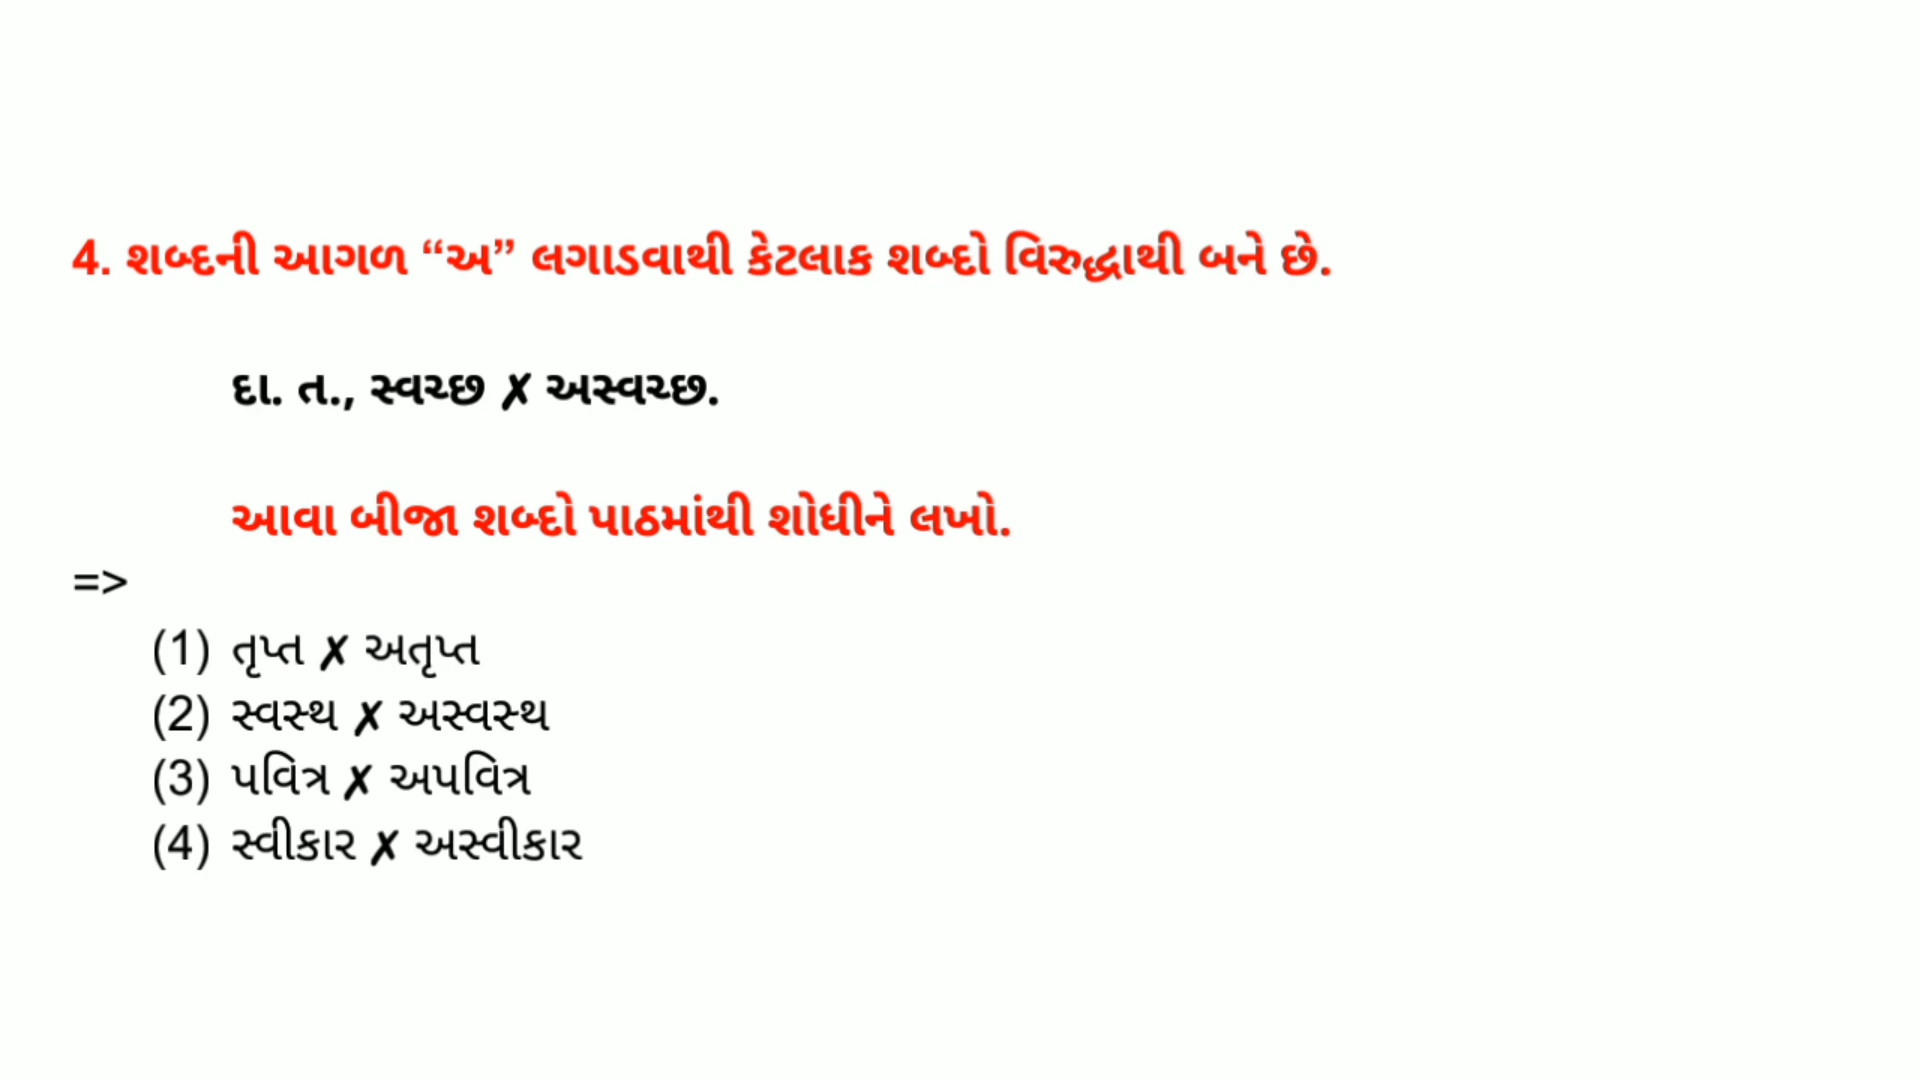 4. શબ્દની આગળ “અ” લગાડવાથી કેટલાક શબ્દો વિરુદ્ધાથી બને છે.
દા. ત., સ્વચ્છ ✗ અસ્વચ્છ.
આવા બીજા શબ્દો પાઠમાંથી શોધીને લખો.
=>
(1) તૃપ્ત ✗ અતૃપ્ત
(2) સ્વસ્થ ✗ અસ્વસ્થ
(3) પવિત્ર ✗ અપવિત્ર
(4) સ્વીકાર ✗ અસ્વીકાર